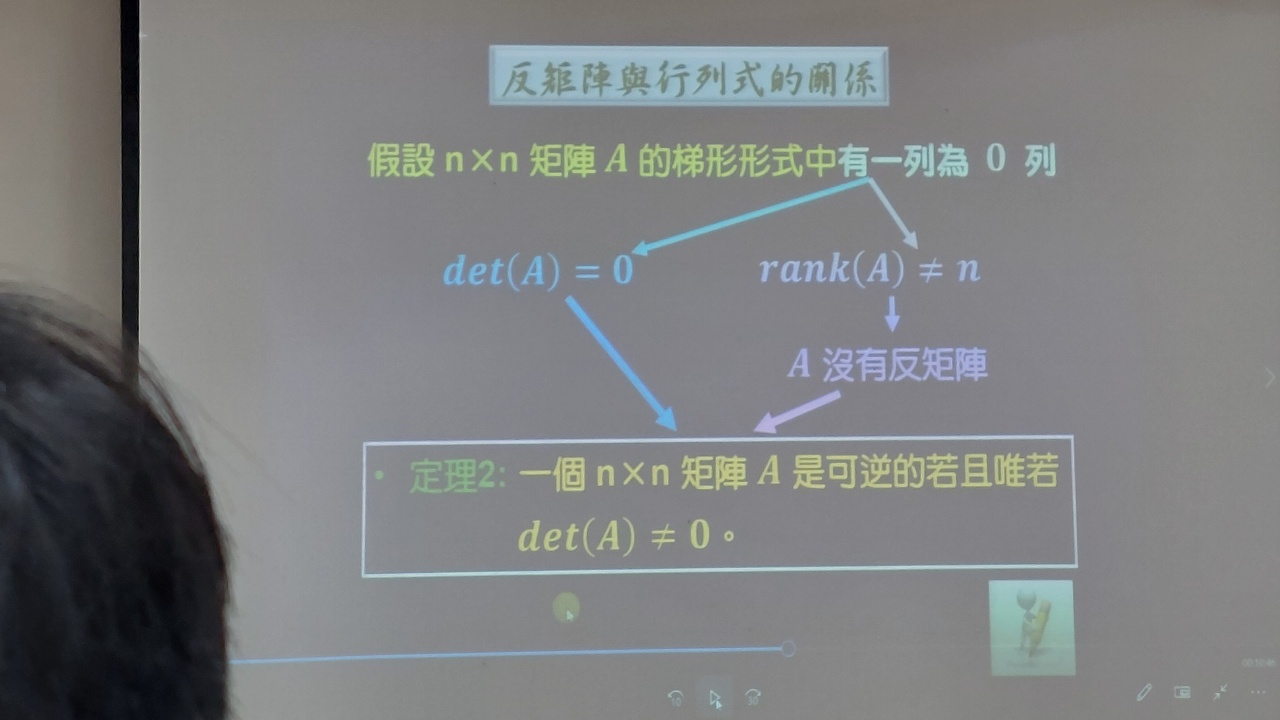 反矩陣與行列式的關係
假設 n×n 矩陣 A 的梯形形式中有一列為 0 列
det(A) = 0
rank(A) ≠ n
A 沒有反矩陣
• 定理2: 一個 n×n 矩陣 A 是可逆的若且唯若
det(A) ≠ 0。
00:10:46
10
30